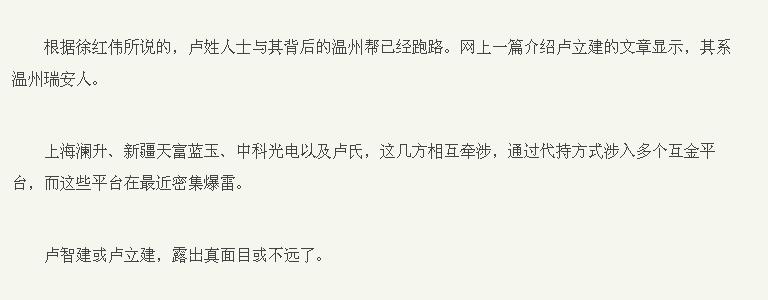 根据徐红伟所说的，卢姓人士与其背后的温州帮已经跑路。网上一篇介绍卢立建的文章显示，其系
温州瑞安人。
上海澜升、新疆天富蓝玉、中科光电以及卢氏，这几方相互牵涉，通过代持方式涉入多个互金平
台，而这些平台在最近密集爆雷。
卢智建或卢立建，露出真面目或不远了。